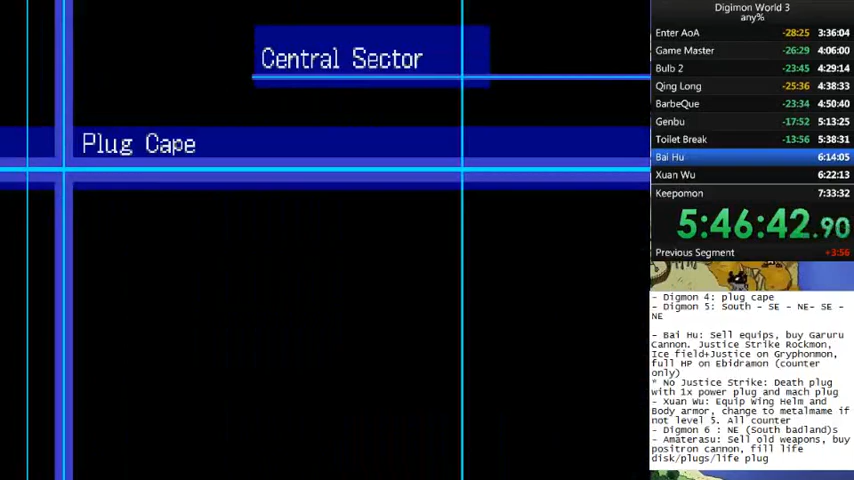 Central Sector
Plug Cape
Digimon World 3
any%
Enter AoA -28:25 3:36:04
Game Master -26:29 4:06:00
Bulb 2 -23:45 4:29:14
Qing Long -25:36 4:38:33
BarbeQue -23:34 4:50:40
Genbu -17:52 5:13:25
Toilet Break -13:56 5:38:31
Bai Hu 6:14:05
Xuan Wu 6:22:13
Keepomon 7:33:32
5:46:42.90
Previous Segment +3:56
- Digmon 4: plug cape
- Digmon 5: South - SE - NE- SE -
NE
- Bai Hu: Sell equips, buy Garuru
Cannon. Justice Strike Rockmon,
Ice field+Justice on Gryphonmon,
full HP on Ebidramon (counter
only)
* No Justice Strike: Death plug
with 1x power plug and mach plug
- Xuan Wu: Equip Wing Helm and
Body armor, change to metalmame if
not level 5. All counter
- Digmon 6 : NE (South badland)s
- Amaterasu: Sell old weapons, buy
positron cannon, fill life
disk/plugs/life plug